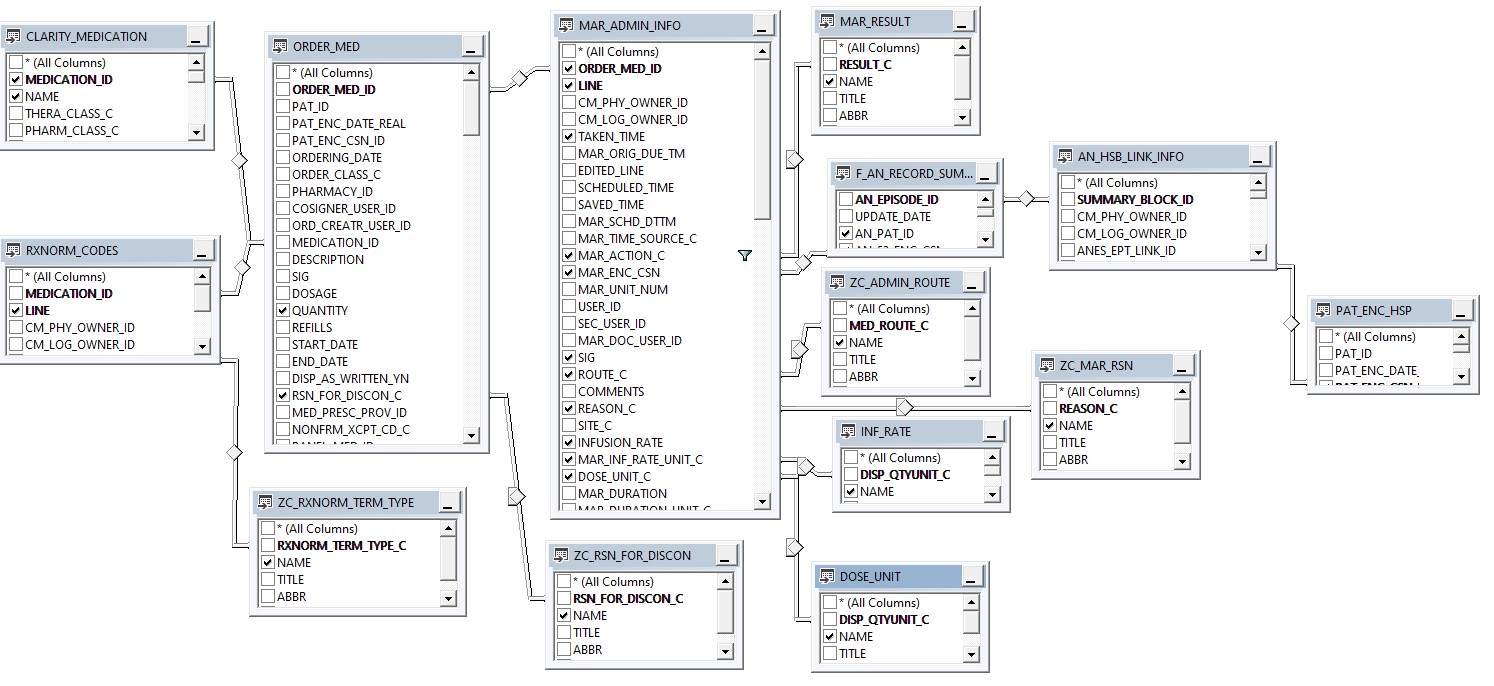 CLARITY_MEDICATION
* (All Columns)
MEDICATION_ID
NAME
THERA_CLASS_C
PHARM_CLASS_C
RXNORM_CODES
* (All Columns)
MEDICATION_ID
LINE
CM_PHY_OWNER_ID
CM_LOG_OWNER_ID
ORDER_MED
* (All Columns)
ORDER_MED_ID
PAT_ID
PAT_ENC_DATE_REAL
PAT_ENC_CSN_ID
ORDERING_DATE
ORDER_CLASS_C
PHARMACY_ID
COSIGNER_USER_ID
ORD_CREATR_USER_ID
MEDICATION_ID
DESCRIPTION
SIG
DOSAGE
QUANTITY
REFILLS
START_DATE
END_DATE
DISP_AS_WRITTEN_YN
RSN_FOR_DISCON_C
MED_PRESC_PROV_ID
NONFRM_XCPT_CD_C
ZC_RXNORM_TERM_TYPE
* (All Columns)
RXNORM_TERM_TYPE_C
NAME
TITLE
ABBR
MAR_ADMIN_INFO
* (All Columns)
ORDER_MED_ID
LINE
CM_PHY_OWNER_ID
CM_LOG_OWNER_ID
TAKEN_TIME
MAR_ORIG_DUE_TM
EDITED_LINE
SCHEDULED_TIME
SAVED_TIME
MAR_SCHD_DTTM
MAR_TIME_SOURCE_C
MAR_ACTION_C
MAR_ENC_CSN
MAR_UNIT_NUM
USER_ID
SEC_USER_ID
MAR_DOC_USER_ID
SIG
ROUTE_C
COMMENTS
REASON_C
SITE_C
INFUSION_RATE
MAR_INF_RATE_UNIT_C
DOSE_UNIT_C
MAR_DURATION
MAR_DURATION_UNIT_C
ZC_RSN_FOR_DISCON
* (All Columns)
RSN_FOR_DISCON_C
NAME
TITLE
ABBR
MAR_RESULT
* (All Columns)
RESULT_C
NAME
TITLE
ABBR
F_AN_RECORD_SUM...
AN_EPISODE_ID
UPDATE_DATE
AN_PAT_ID
ZC_ADMIN_ROUTE
* (All Columns)
MED_ROUTE_C
NAME
TITLE
ABBR
INF_RATE
* (All Columns)
DISP_QTYUNIT_C
NAME
DOSE_UNIT
* (All Columns)
DISP_QTYUNIT_C
NAME
TITLE
AN_HSB_LINK_INFO
* (All Columns)
SUMMARY_BLOCK_ID
CM_PHY_OWNER_ID
CM_LOG_OWNER_ID
ANES_EPT_LINK_ID
ZC_MAR_RSN
* (All Columns)
REASON_C
NAME
TITLE
ABBR
PAT_ENC_HSP
* (All Columns)
PAT_ID
PAT_ENC_DATE_